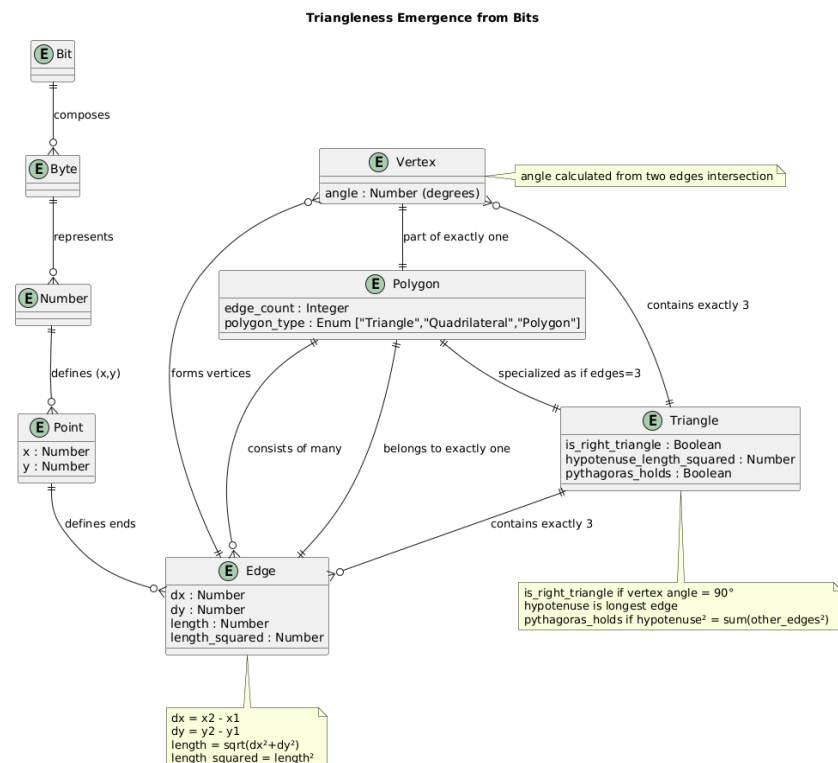 Triangleness Emergence from Bits
E Bit
composes
E Byte
represents
E Number
defines (x,y)
E Point
x : Number
y : Number
defines ends
E Vertex
angle : Number (degrees)
angle calculated from two edges intersection
part of exactly one
E Polygon
edge_count : Integer
polygon_type : Enum ["Triangle","Quadrilateral","Polygon"]
contains exactly 3
forms vertices
specialized as if edges=3
consists of many
belongs to exactly one
E Triangle
is_right_triangle : Boolean
hypotenuse_length_squared : Number
pythagoras_holds : Boolean
contains exactly 3
E Edge
dx : Number
dy : Number
length : Number
length_squared : Number
is_right_triangle if vertex angle = 90°
hypotenuse is longest edge
pythagoras_holds if hypotenuse² = sum(other_edges²)
dx = x2 - x1
dy = y2 - y1
length = sqrt(dx²+dy²)
length_squared = length²